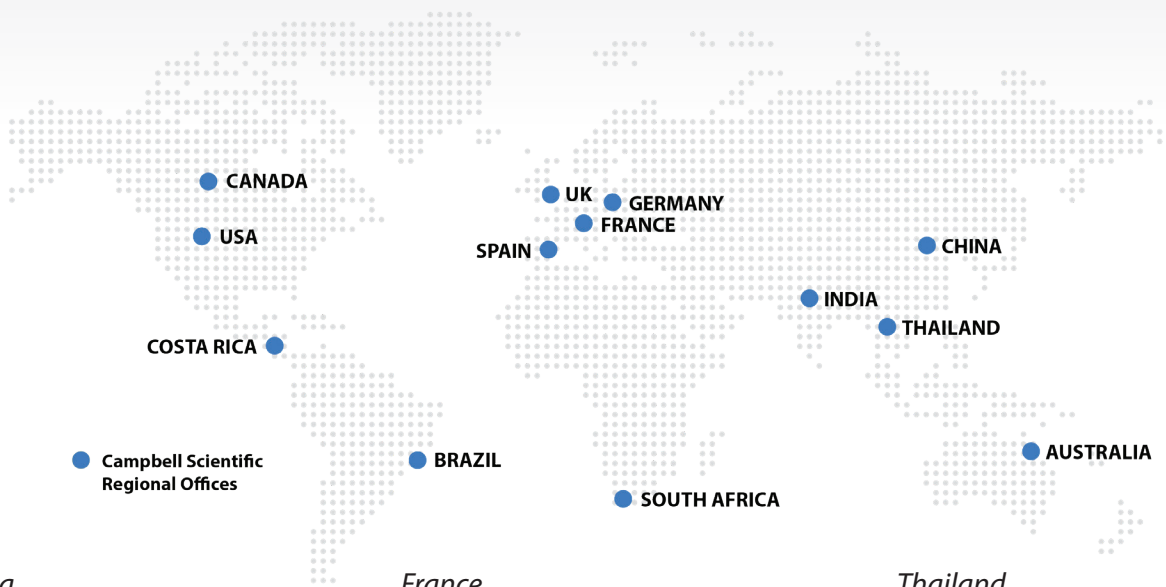 CANADA
UK
GERMANY
FRANCE
USA
SPAIN
CHINA
INDIA
THAILAND
COSTA RICA
AUSTRALIA
Campbell Scientific
Regional Offices
BRAZIL
SOUTH AFRICA
France
Thailand